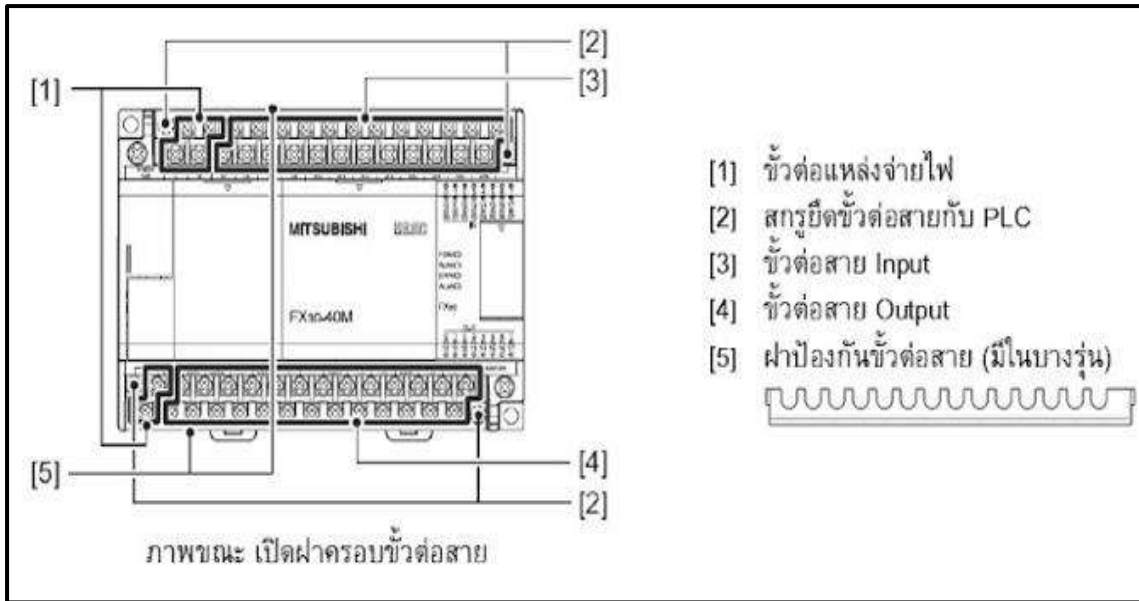 [2]
[3]
[1]
MITSUBISHI
FX30-40M
[1] ขั้วต่อแหล่งจ่ายไฟ
[2] สกรูยึดขั้วต่อสายกับ PLC
[3] ขั้วต่อสาย Input
[4] ขั้วต่อสาย Output
[5] ฝาป้องกันขั้วต่อสาย (มีในบางรุ่น)
[5]
[4]
[2]
ภาพขณะ เปิดฝาครอบขั้วต่อสาย